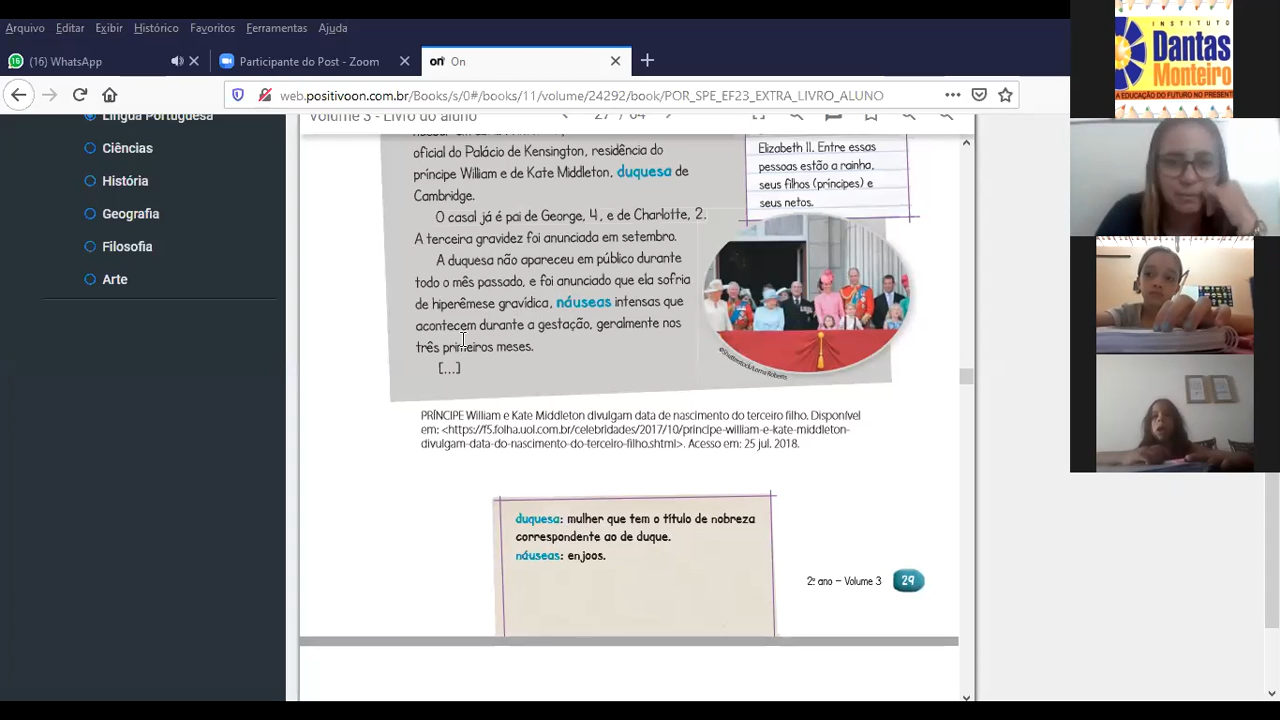 Arquivo Editar Exibir Histórico Favoritos Ferramentas Ajuda
(16) WhatsApp
Participante do Post - Zoom
On
web.positivoon.com.br/Books/s
1/volume/24292/book/POR_SPE_EF23_EXTRA_LIVRO_ALUNO
Língua Portuguesa
Ciências
História
Geografia
Filosofia
Arte
Volume 3 - Livro do aluno
27 / 64
oficial do Palácio de Kensington, residência do
príncipe William e de Kate Middleton, duquesa de
Cambridge.
O casal já é pai de George, 4, e de Charlotte, 2.
A terceira gravidez foi anunciada em setembro.
A duquesa não apareceu em público durante
todo o mês passado, e foi anunciado que ela sofria
de hiperêmese gravídica, náuseas intensas que
acontecem durante a gestação, geralmente nos
três primeiros meses.
[...]
Elizabeth II. Entre essas
pessoas estão a rainha,
seus filhos (príncipes) e
seus netos.
©Shutterstock/Lorna Roberts
PRÍNCIPE William e Kate Middleton divulgam data de nascimento do terceiro filho. Disponível
em: <https://f5.folha.uol.com.br/celebridades/2017/10/principe-william-e-kate-middleton-
divulgam-data-do-nascimento-do-terceiro-filho.shtml>. Acesso em: 25 jul. 2018.
duquesa: mulher que tem o título de nobreza
correspondente ao de duque.
náuseas: enjoos.
2º ano – Volume 3 29
INSTITUTO
Dantas
Monteiro
A EDUCAÇÃO DO FUTURO NO PRESENT